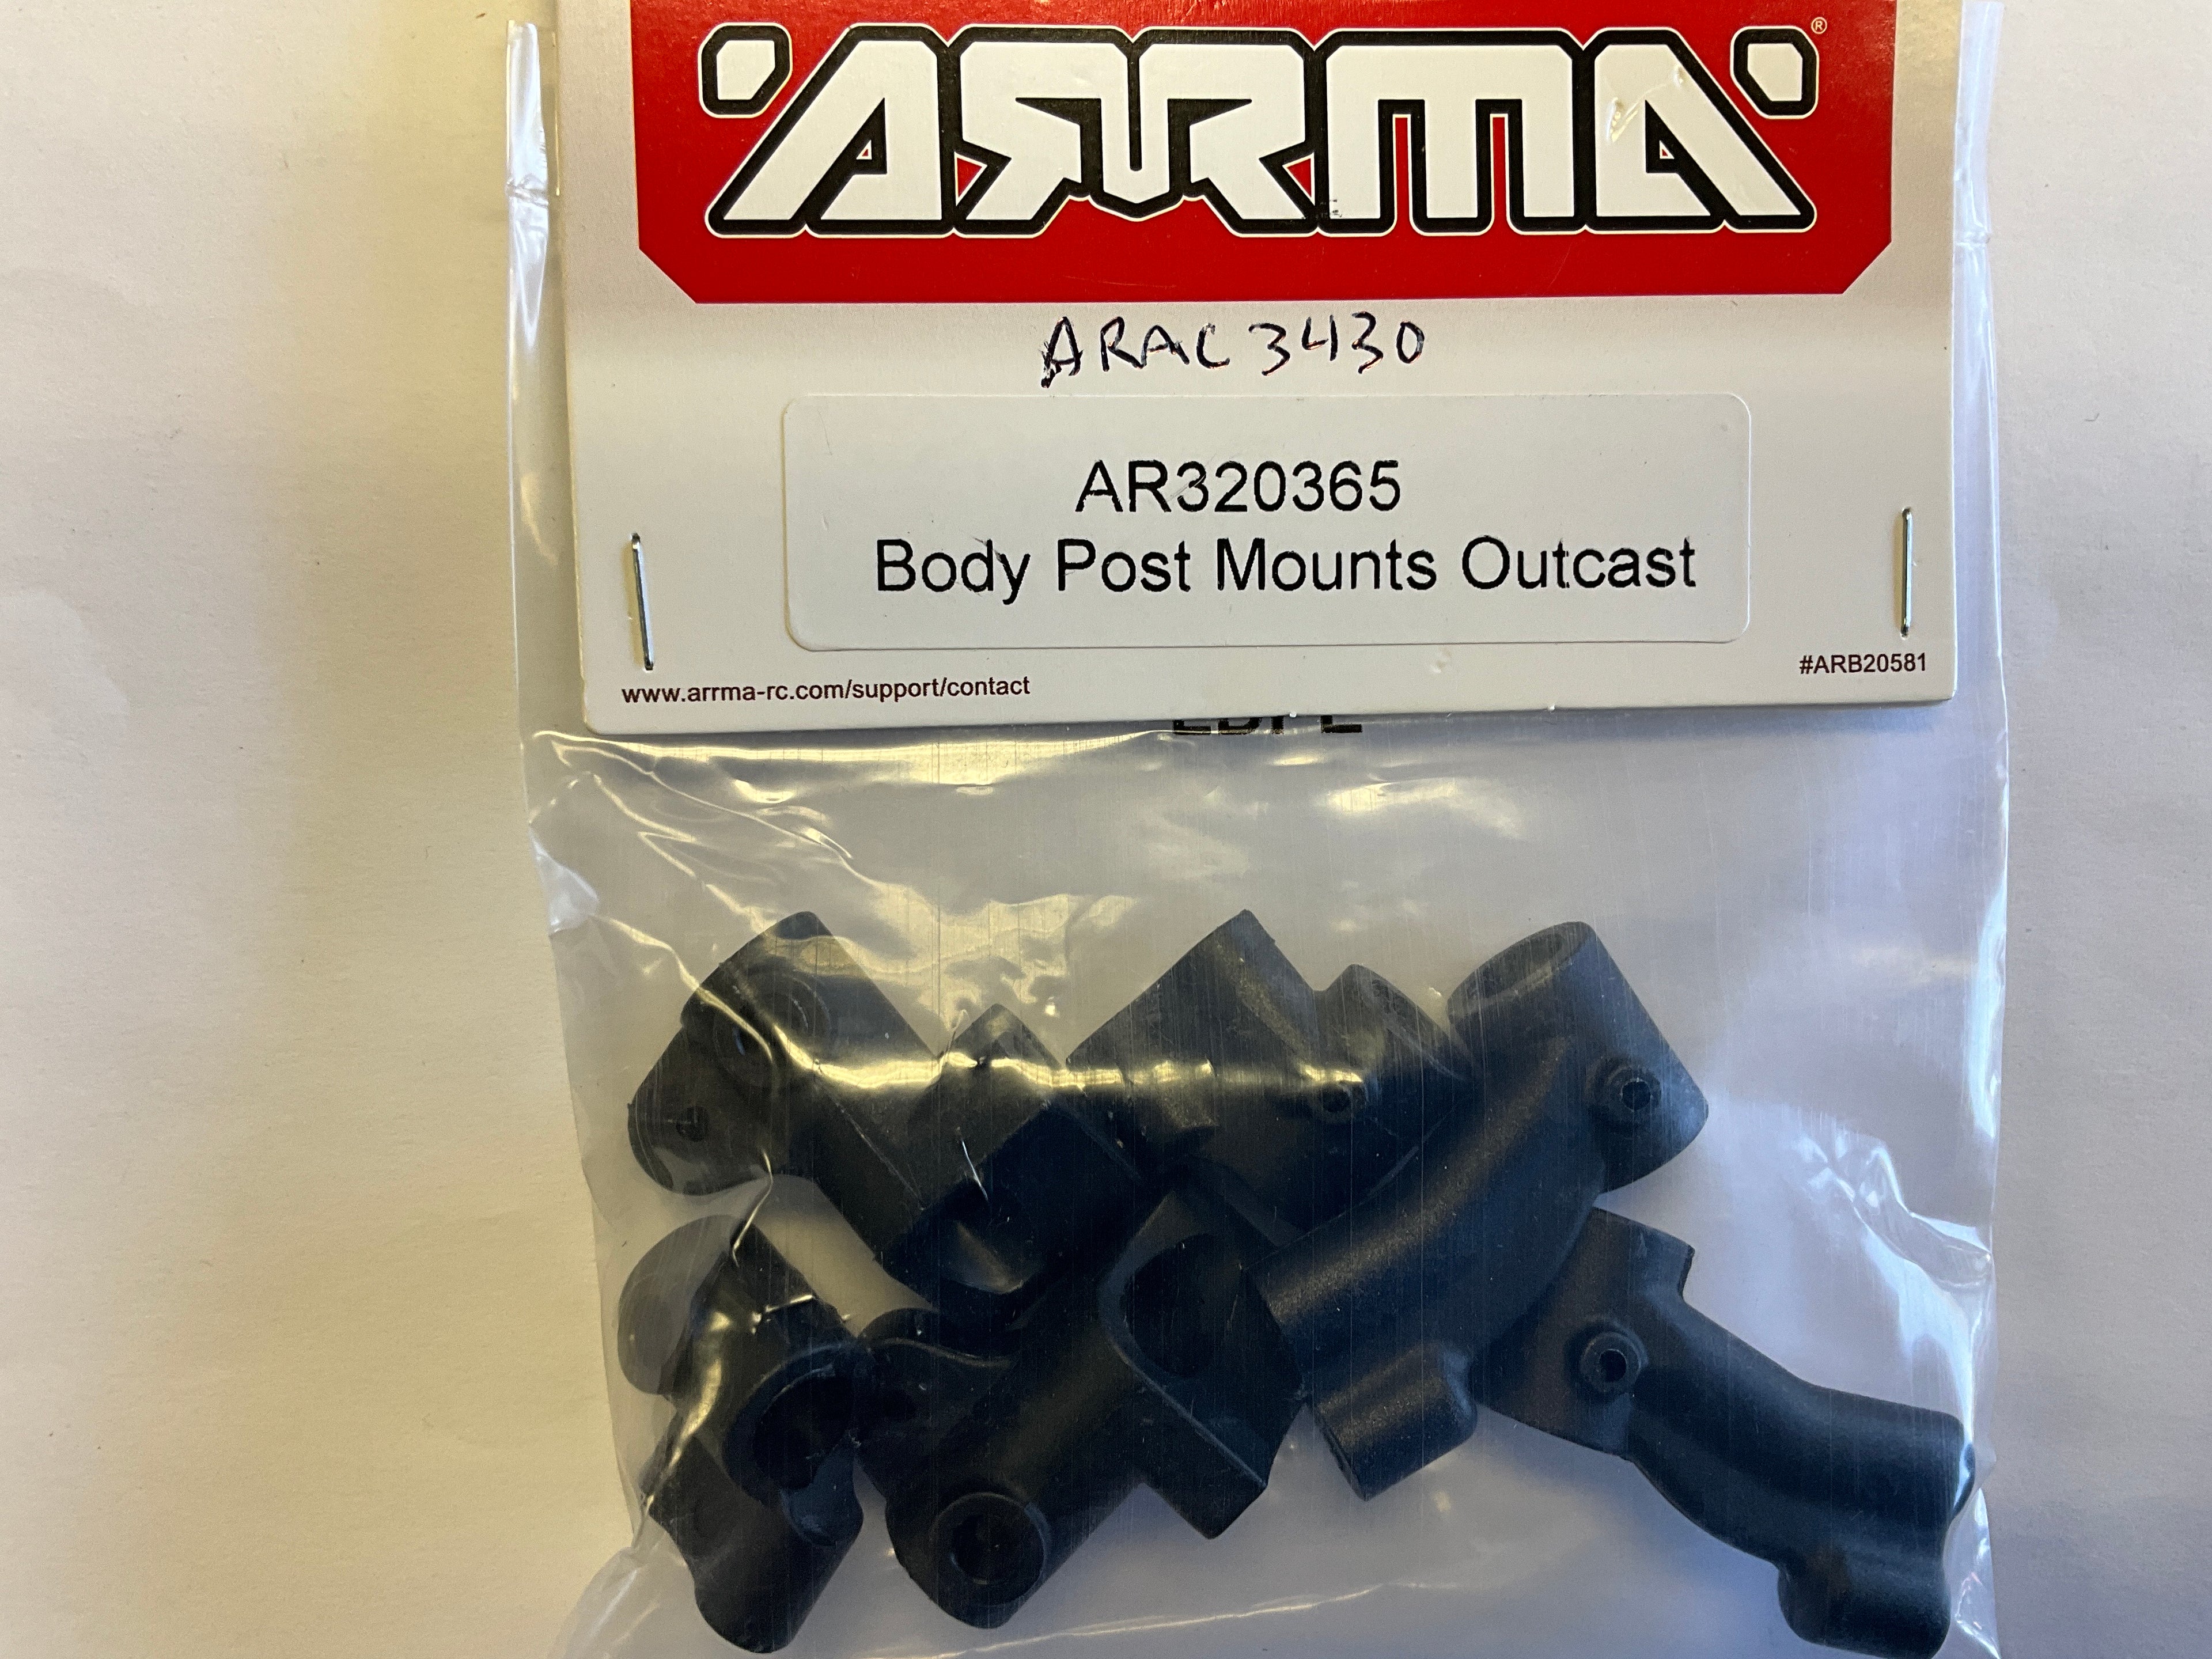 ARRMA®
ARAC3430
AR320365
Body Post Mounts Outcast
#ARB20581
www.arrma-rc.com/support/contact